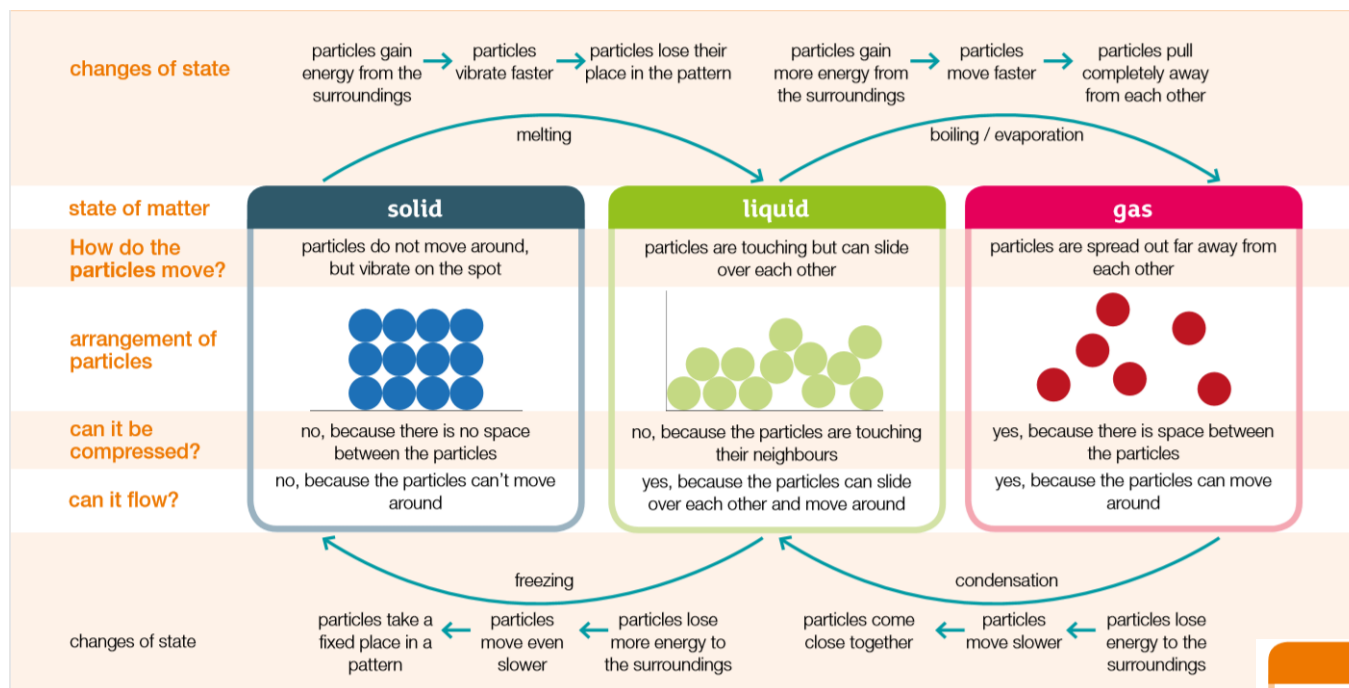 changes of state
particles gain
energy from the
surroundings
particles
vibrate faster
particles lose their
place in the pattern
particles gain
more energy from
the surroundings
particles
move faster
particles pull
completely away
from each other
melting
boiling / evaporation
state of matter
solid
liquid
gas
How do the
particles move?
particles do not move around,
but vibrate on the spot
particles are touching but can slide
over each other
particles are spread out far away from
each other
arrangement of
particles
can it be
compressed?
no, because there is no space
between the particles
no, because the particles are touching
their neighbours
yes, because there is space between
the particles
can it flow?
no, because the particles can't move
around
yes, because the particles can slide
over each other and move around
yes, because the particles can move
around
freezing
condensation
changes of state
particles take a
fixed place in a
pattern
particles
move even
slower
particles lose
more energy to
the surroundings
particles come
close together
particles
move slower
particles lose
energy to the
surroundings